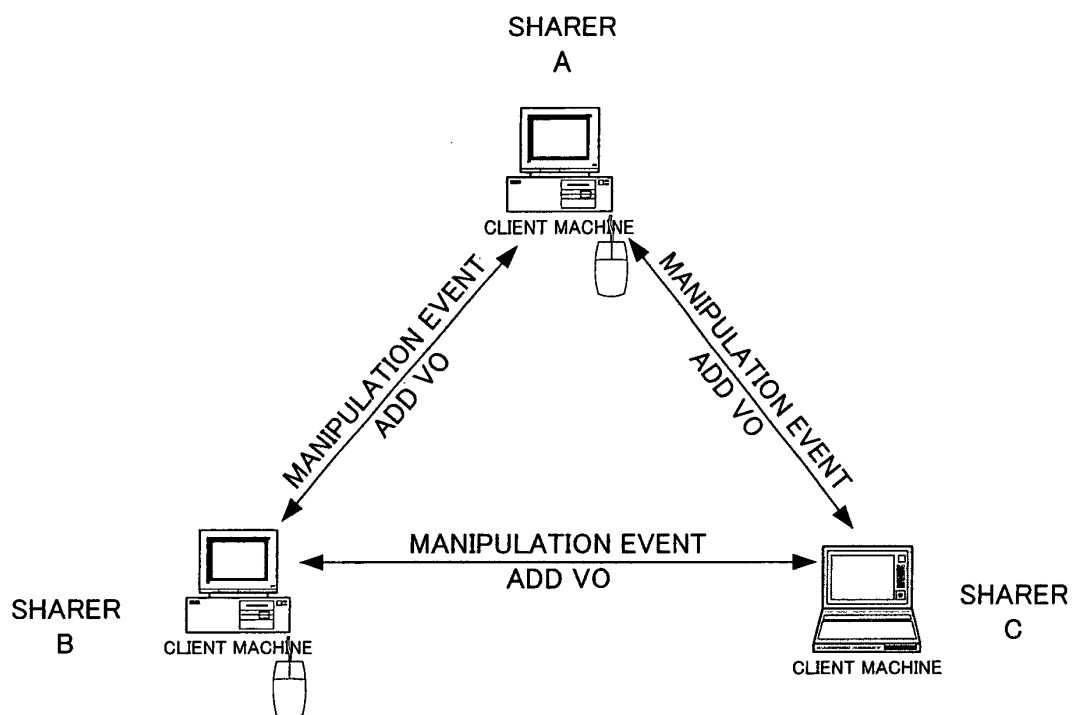 SHARER
A
CLIENT MACHINE
MANIPULATION EVENT
ADD VO
MANIPULATION EVENT
ADD VO
MANIPULATION EVENT
ADD VO
SHARER
B
CLIENT MACHINE
SHARER
C
CLIENT MACHINE